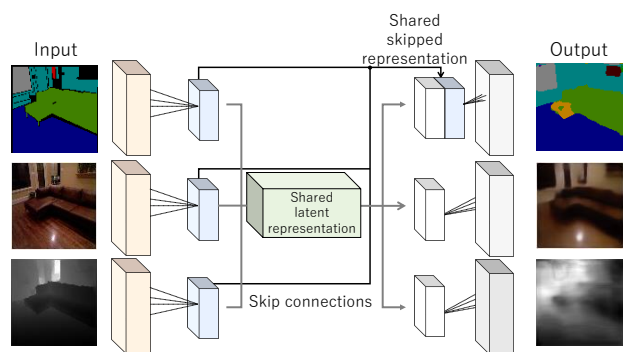 Input
Shared
skipped
representation
Output
Shared
latent
representation
Skip connections